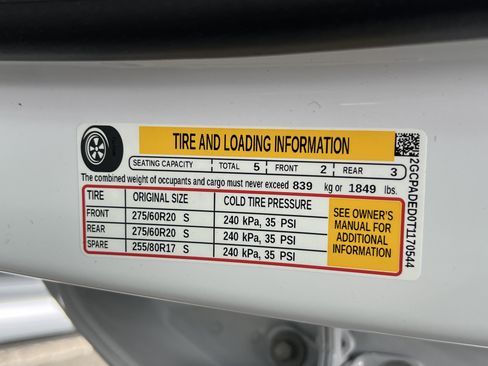 TIRE AND LOADING INFORMATION
SEATING CAPACITY TOTAL 5 FRONT 2 REAR 3
The combined weight of occupants and cargo must never exceed 839 kg or 1849 lbs.
TIRE ORIGINAL SIZE COLD TIRE PRESSURE
FRONT 275/60R20 S 240 kPa, 35 PSI
REAR 275/60R20 S 240 kPa, 35 PSI
SPARE 255/80R17 S 240 kPa, 35 PSI
SEE OWNER'S
MANUAL FOR
ADDITIONAL
INFORMATION
2GCPADED0T1170544